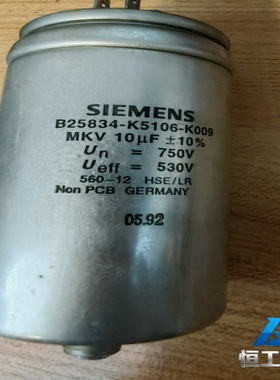 SIEMENS
B25834-K5106-K009
MKV 10µF ±10%
Un = 750V
Ueff = 530V
560-12 HSE/LR
Non PCB GERMANY
05.92
恒工